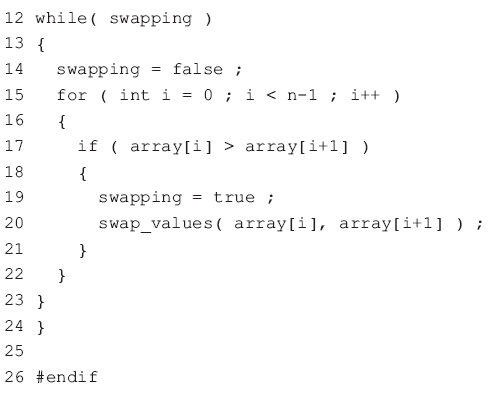 12 while( swapping )
13 {
14   swapping = false ;
15   for ( int i = 0 ; i < n-1 ; i++ )
16   {
17     if ( array[i] > array[i+1] )
18     {
19       swapping = true ;
20       swap_values( array[i], array[i+1] ) ;
21     }
22   }
23 }
24 }
25
26 #endif